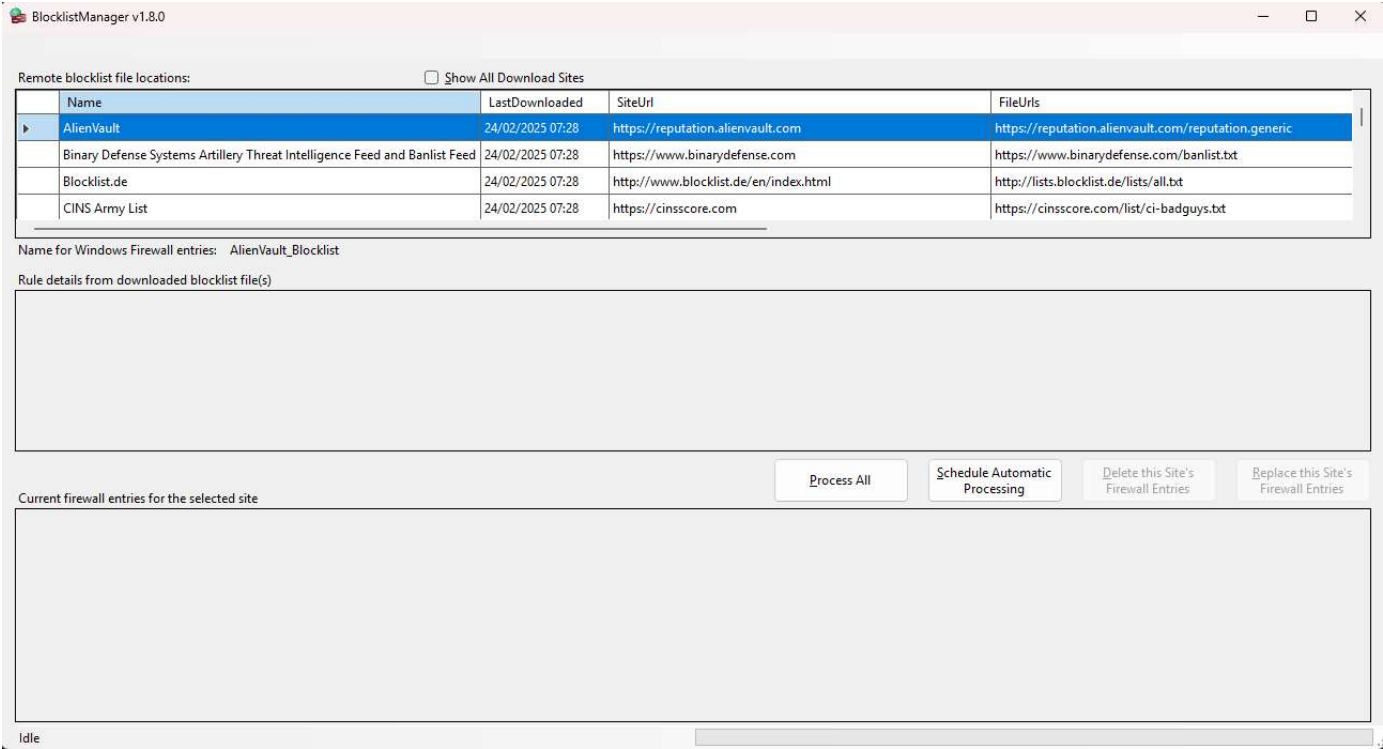 BlocklistManager v1.8.0
Remote blocklist file locations: Show All Download Sites
Name LastDownloaded SiteUrl FileUrls
AlienVault 24/02/2025 07:28 https://reputation.alienvault.com https://reputation.alienvault.com/reputation.generic
Binary Defense Systems Artillery Threat Intelligence Feed and Banlist Feed 24/02/2025 07:28 https://www.binarydefense.com https://www.binarydefense.com/banlist.txt
Blocklist.de 24/02/2025 07:28 http://www.blocklist.de/en/index.html http://lists.blocklist.de/lists/all.txt
CINS Army List 24/02/2025 07:28 https://cinsscore.com https://cinsscore.com/list/ci-badguys.txt
Name for Windows Firewall entries: AlienVault_Blocklist
Rule details from downloaded blocklist file(s)
Process All
Schedule Automatic
Processing
Delete this Site's
Firewall Entries
Replace this Site's
Firewall Entries
Current firewall entries for the selected site
Idle